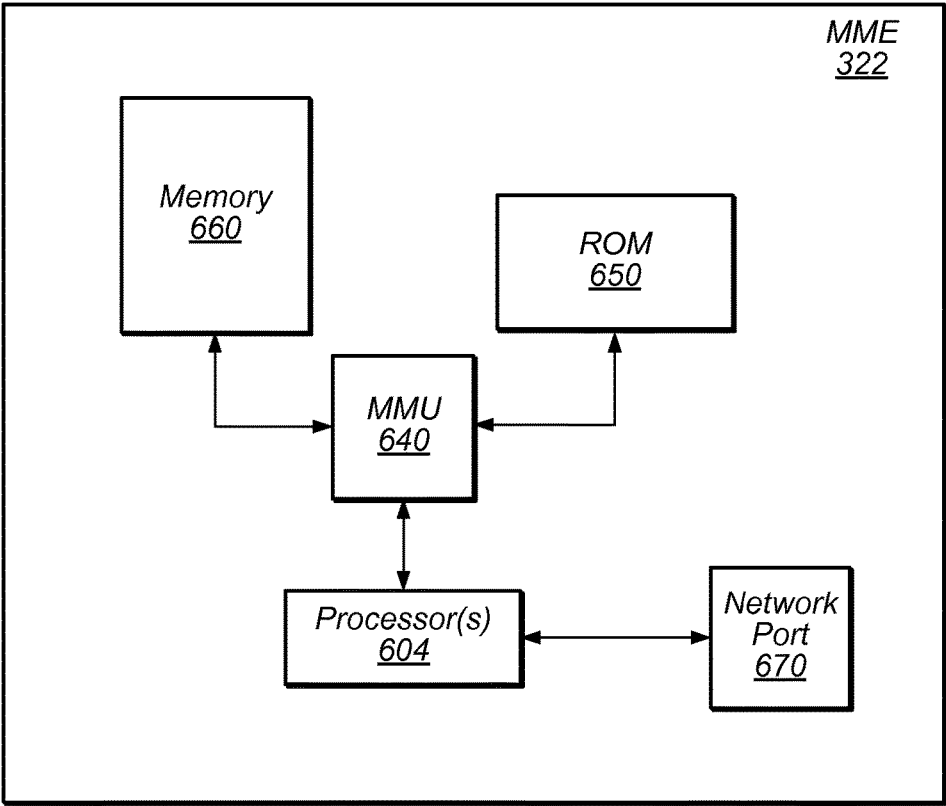 MME
322
Memory
660
ROM
650
MMU
640
Processor(s)
604
Network
Port
670